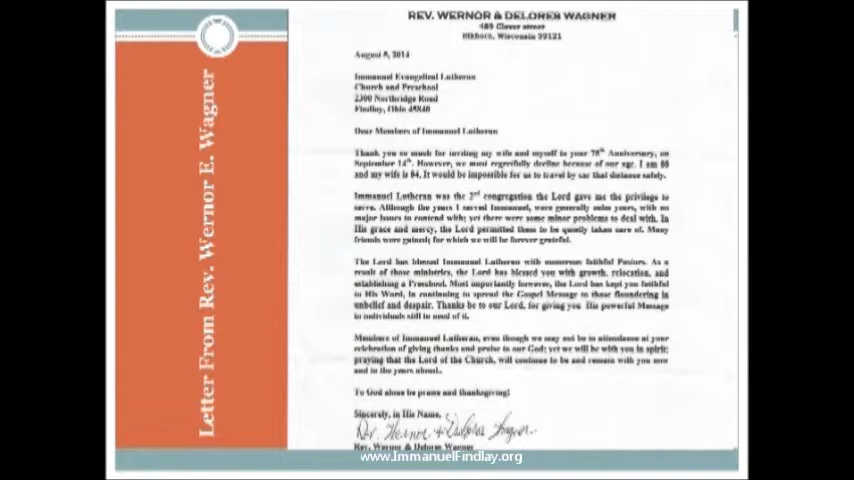 REV. WERNOR & DELORES WAGNER
Elkhorn, Wisconsin
August 8, 2014
Immanuel Evangelical Lutheran
Church and Preschool
2300 Northridge Road
Findlay, Ohio 45840
Dear Members of Immanuel Lutheran
Thank you so much for inviting my wife and myself to your 78th Anniversary, on
September 14th. However, we must regretfully decline because of our age. I am
and my wife is 84. It would be impossible for us to travel by car that distance safely.
Immanuel Lutheran was the 2nd congregation the Lord gave me the privilege to
serve. Although the years I served Immanuel, were generally calm years, with no
major issues to contend with; yet there were some minor problems to deal with. In
His grace and mercy, the Lord permitted them to be quietly taken care of. Many
friends were gained; for which we will be forever grateful.
The Lord has blessed Immanuel Lutheran with numerous faithful Pastors. As a
result of those ministries, the Lord has blessed you with growth, relocation, and
establishing a Preschool. Most importantly however, the Lord has kept you faithful
to His Word, in continuing to spread the Gospel Message to those floundering in
unbelief and despair. Thanks be to our Lord, for giving you His powerful Message
to individuals still in need of it.
Members of Immanuel Lutheran, even though we may not be in attendance at your
celebration of giving thanks and praise to our God; yet we will be with you in spirit;
praying that the Lord of the Church, will continue to be and remain with you now
and in the years ahead..
To God alone be praise and thanksgiving!
Sincerely, in His Name,
Rev. Wernor & Delores Wagner
Rev. Wernor & Delores Wagner
www.ImmanuelFindlay.org
Letter From Rev. Wernor E. Wagner